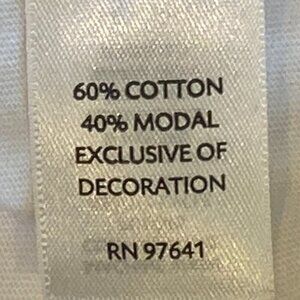 60% COTTON
40% MODAL
EXCLUSIVE OF
DECORATION
RN 97641